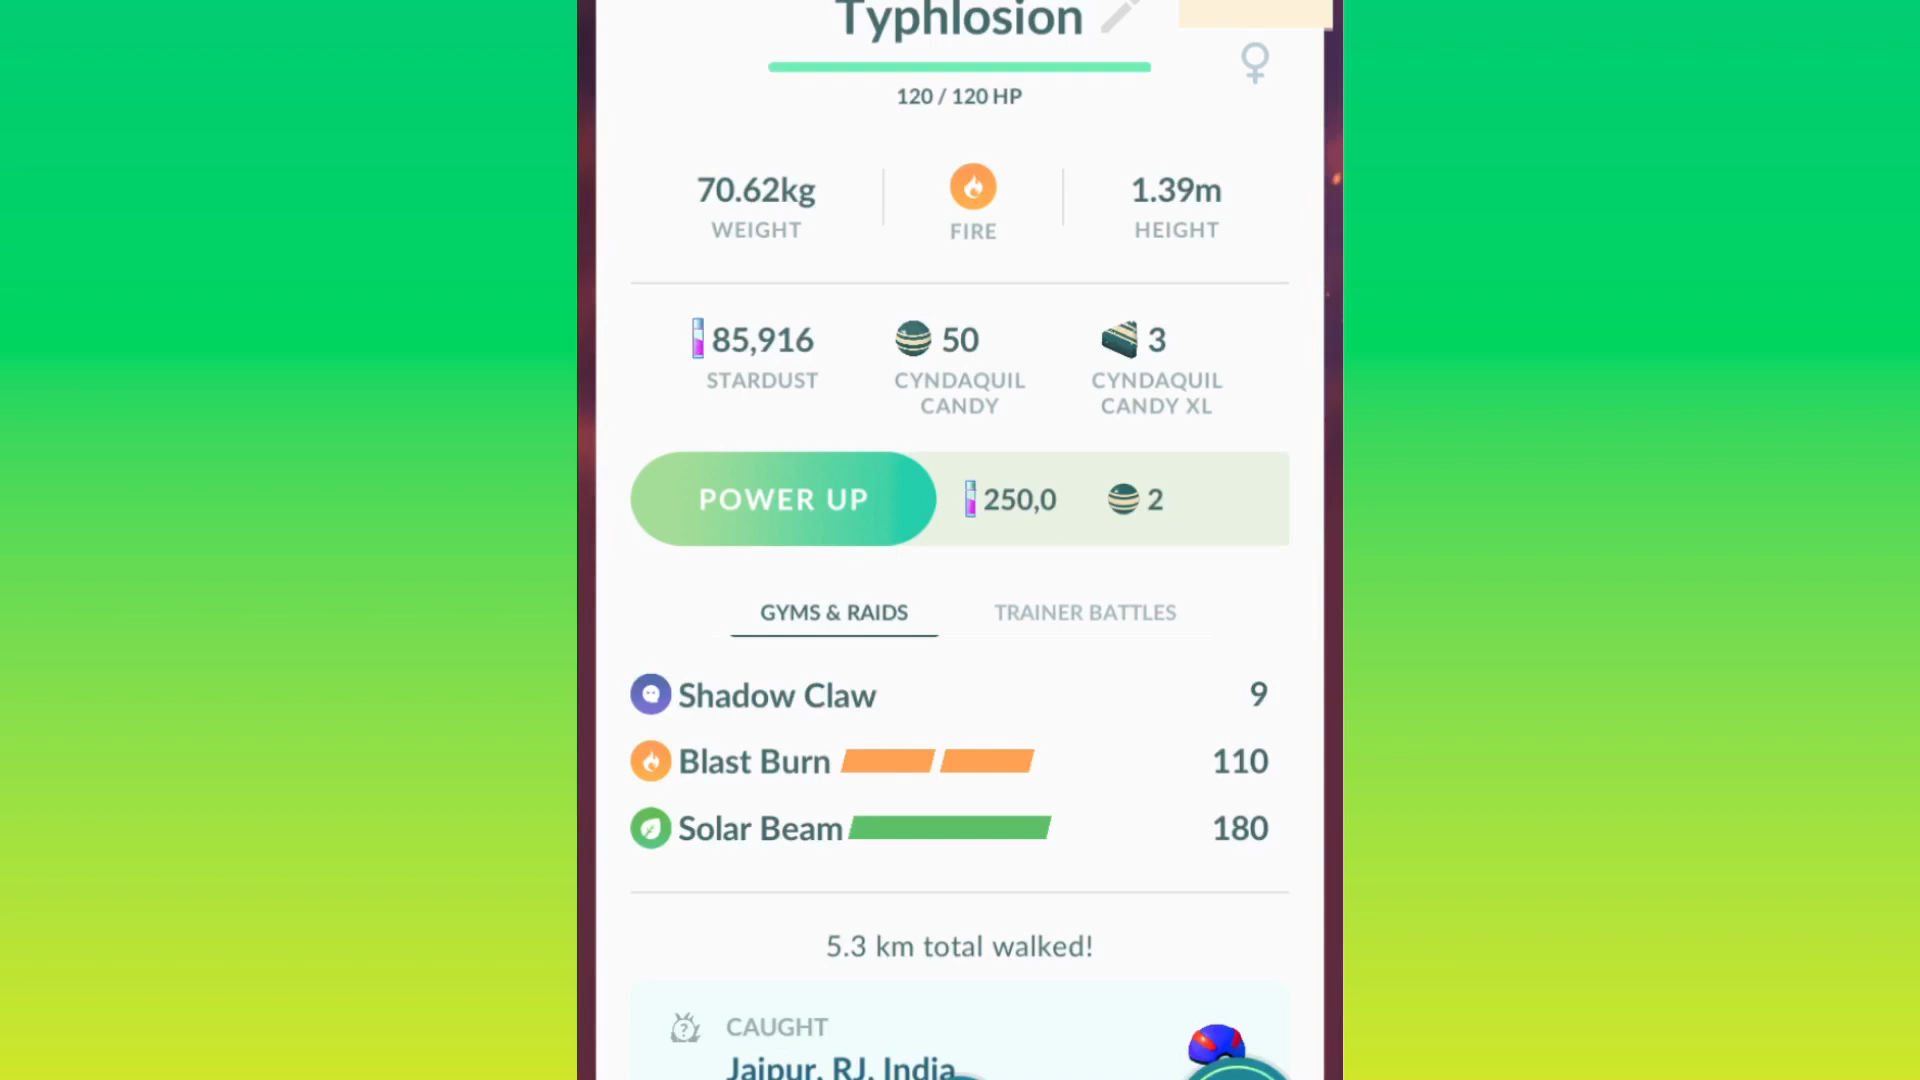 Typhlosion
120 / 120 HP
70.62kg
WEIGHT
FIRE
1.39m
HEIGHT
85,916
STARDUST
50
CYNDAQUIL
CANDY
3
CYNDAQUIL
CANDY XL
POWER UP
250,0
2
GYMS & RAIDS
TRAINER BATTLES
Shadow Claw 9
Blast Burn 110
Solar Beam 180
5.3 km total walked!
CAUGHT
Jaipur, RJ, India